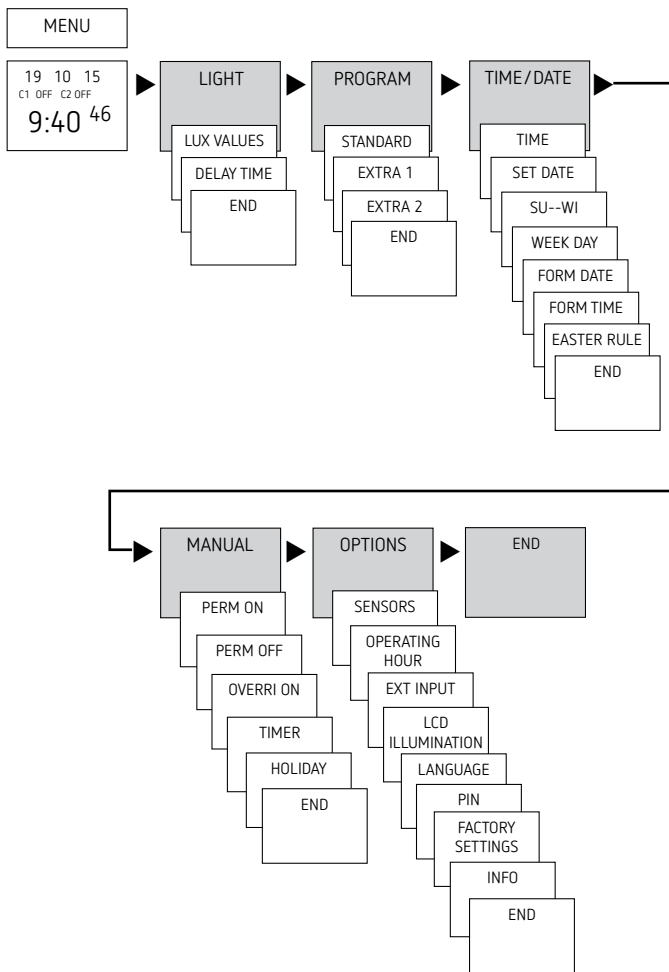 MENU
19 10 15
C1 OFF C2 OFF
9:40 46
LIGHT
LUX VALUES
DELAY TIME
END
PROGRAM
STANDARD
EXTRA 1
EXTRA 2
END
TIME/DATE
TIME
SET DATE
SU--WI
WEEK DAY
FORM DATE
FORM TIME
EASTER RULE
END
MANUAL
PERM ON
PERM OFF
OVERRI ON
TIMER
HOLIDAY
END
OPTIONS
SENSORS
OPERATING
HOUR
EXT INPUT
LCD
ILLUMINATION
LANGUAGE
PIN
FACTORY
SETTINGS
INFO
END
END